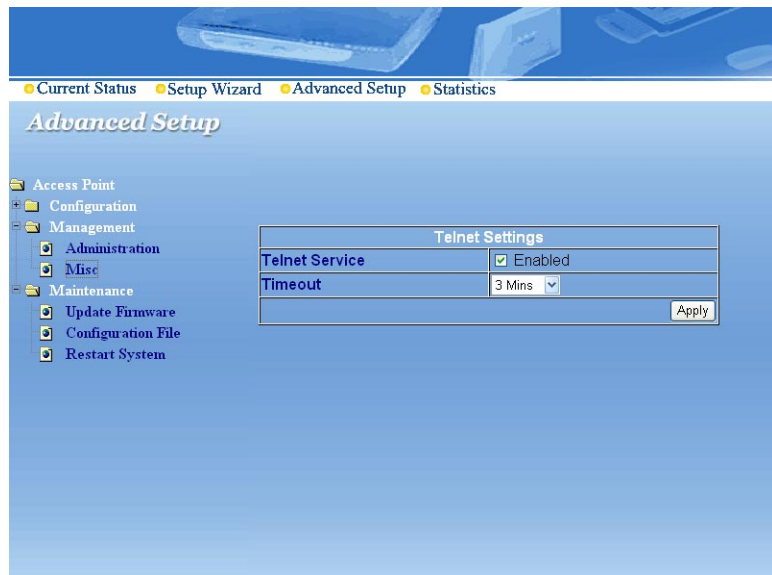 Current Status Setup Wizard Advanced Setup Statistics
Advanced Setup
Access Point
Configuration
Management
Administration
Misc
Maintenance
Update Firmware
Configuration File
Restart System
Telnet Settings
Telnet Service Enabled
Timeout 3 Mins
Apply